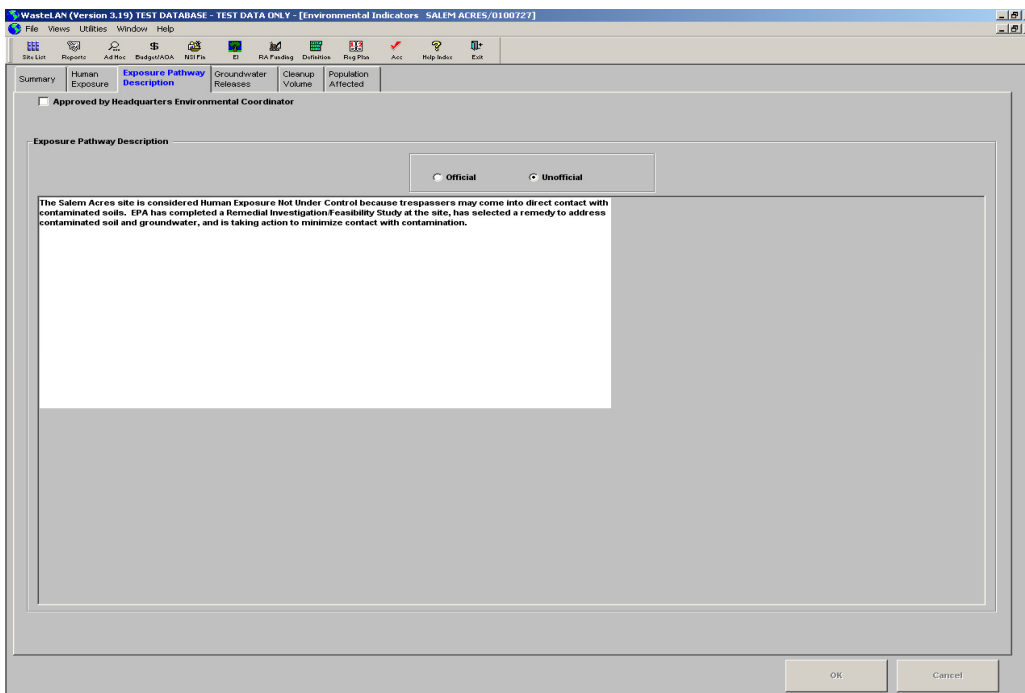 WasteLAN (Version 3.19) TEST DATABASE - TEST DATA ONLY - [Environmental Indicators SALEM ACRES/0100727]
File Views Utilities Window Help
Site List Reports Ad Hoc Budget/AOA NSI Fix EI RA Funding Definition Rog Plan Acc Help Index Exit
Summary
Human Exposure
Exposure Pathway Description
Groundwater Releases
Cleanup Volume
Population Affected
Approved by Headquarters Environmental Coordinator
Exposure Pathway Description
Official Unofficial
The Salem Acres site is considered Human Exposure Not Under Control because trespassers may come into direct contact with
contaminated soils. EPA has completed a Remedial Investigation/Feasibility Study at the site, has selected a remedy to address
contaminated soil and groundwater, and is taking action to minimize contact with contamination.
OK Cancel